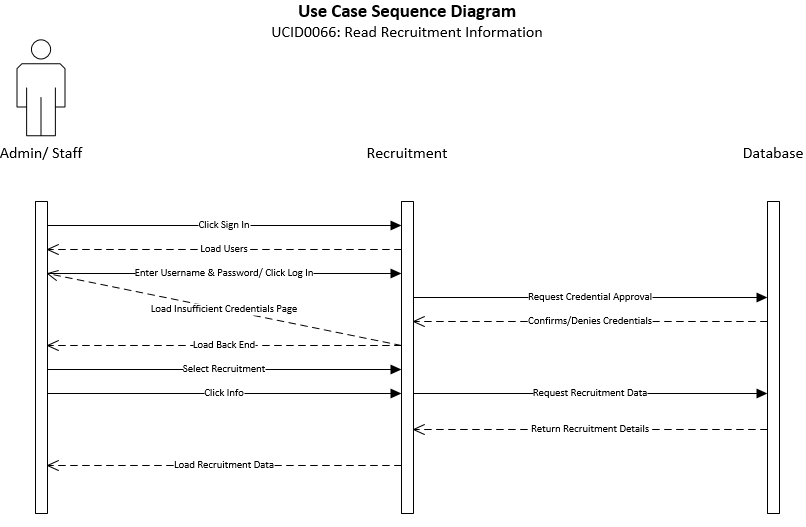 Use Case Sequence Diagram
UCID0066: Read Recruitment Information
Admin/ Staff
Recruitment
Database
Click Sign In
Load Users
Enter Username & Password/ Click Log In
Request Credential Approval
Load Insufficient Credentials Page
Confirms/Denies Credentials
Load Back End
Select Recruitment
Click Info
Request Recruitment Data
Return Recruitment Details
Load Recruitment Data